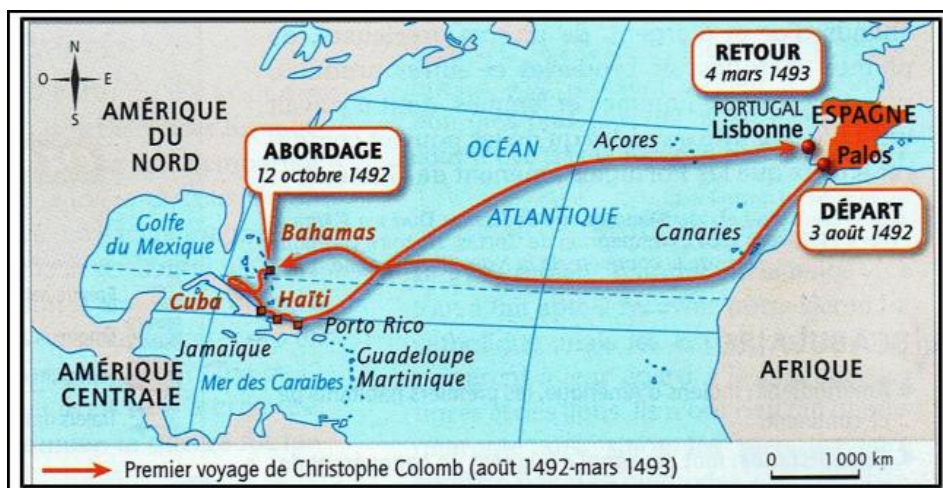 N
O
E
S
AMÉRIQUE
DU
NORD
ABORDAGE
12 octobre 1492
RETOUR
4 mars 1493
PORTUGAL
Lisbonne
ESPAGNE
Palos
DÉPART
3 août 1492
OCÉAN
ATLANTIQUE
Açores
Canaries
Golfe
du Mexique
Bahamas
Cuba
Haïti
Porto Rico
Jamaïque
Guadeloupe
Martinique
Mer des Caraïbes
AMÉRIQUE
CENTRALE
AFRIQUE
Premier voyage de Christophe Colomb (août 1492-mars 1493)
0 1 000 km